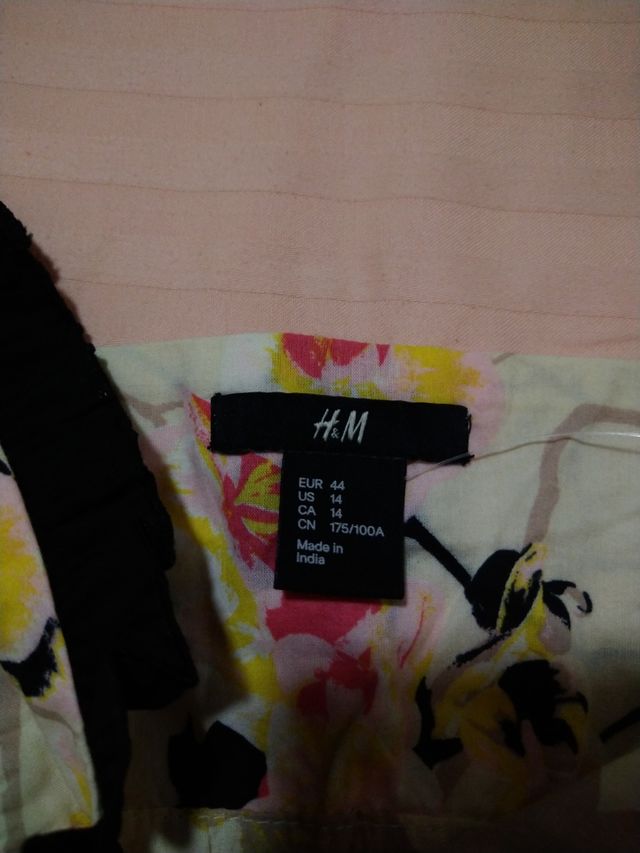 H&M
EUR 44
US 14
CA 14
CN 175/100A
Made in
India